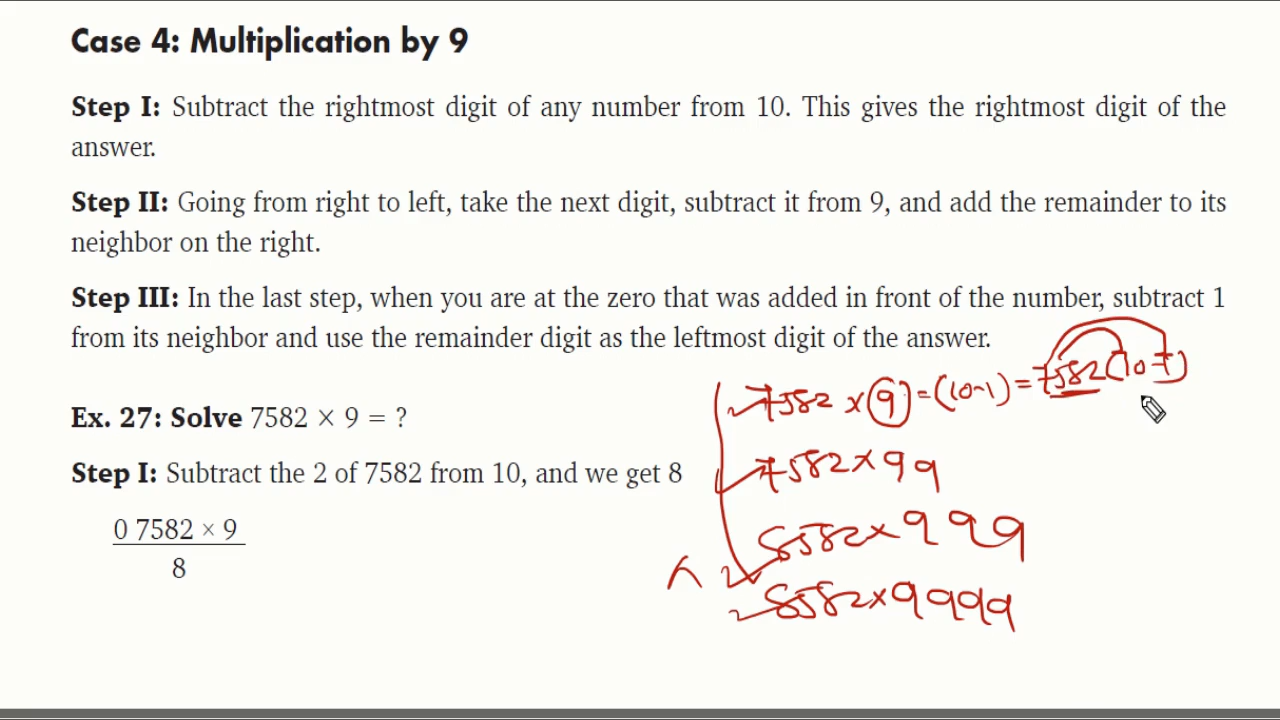 Case 4: Multiplication by 9
Step I: Subtract the rightmost digit of any number from 10. This gives the rightmost digit of the
answer.
Step II: Going from right to left, take the next digit, subtract it from 9, and add the remainder to its
neighbor on the right.
Step III: In the last step, when you are at the zero that was added in front of the number, subtract 1
from its neighbor and use the remainder digit as the leftmost digit of the answer.
7582 × 9 = (10-1) = 7582 (10-1)
Ex. 27: Solve 7582 × 9 = ?
7582 × 99
Step I: Subtract the 2 of 7582 from 10, and we get 8
0 7582 × 9
8
8582 × 999
8582 × 9999